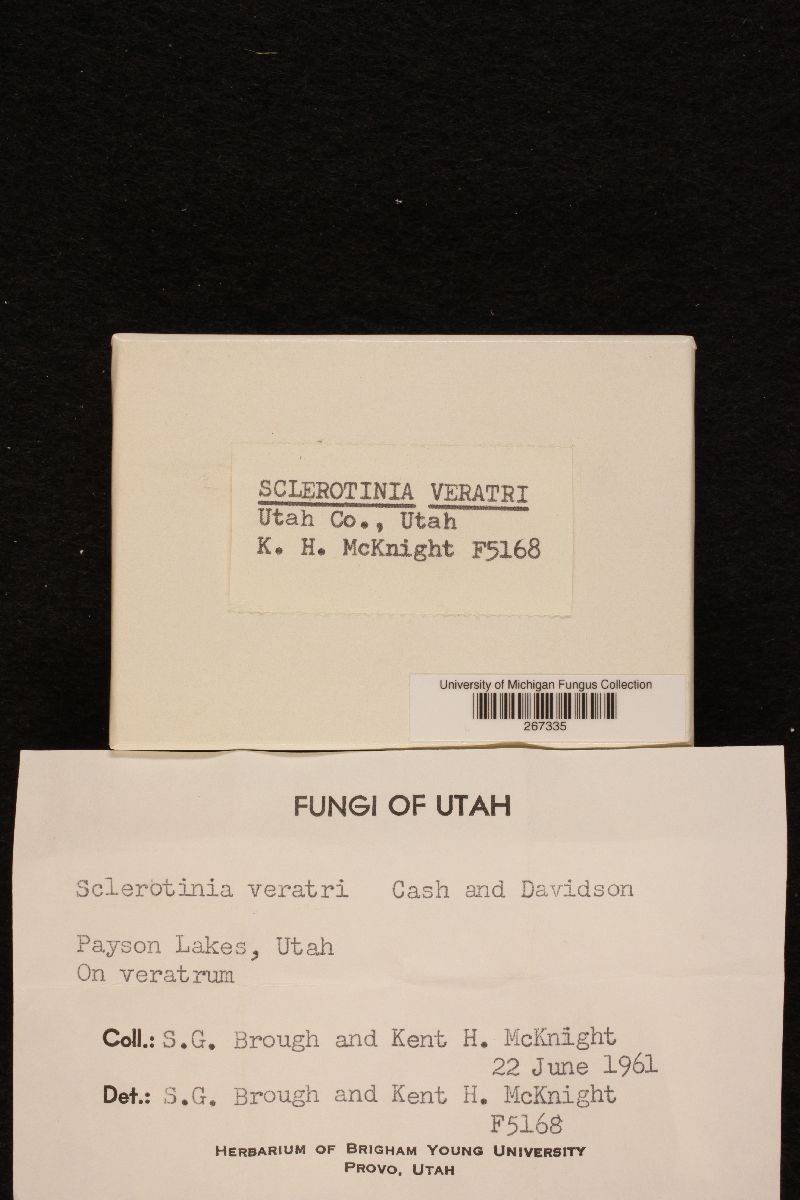 SCLEROTINIA VERATRI
Utah Co., Utah
K. H. McKnight F5168
University of Michigan Fungus Collection
267335
FUNGI OF UTAH
Sclerotinia veratri Cash and Davidson
Payson Lakes, Utah
On veratrum
Coll.: S.G. Brough and Kent H. McKnight
22 June 1961
Det.: S.G. Brough and Kent H. McKnight
F5168
HERBARIUM OF BRIGHAM YOUNG UNIVERSITY
PROVO, UTAH